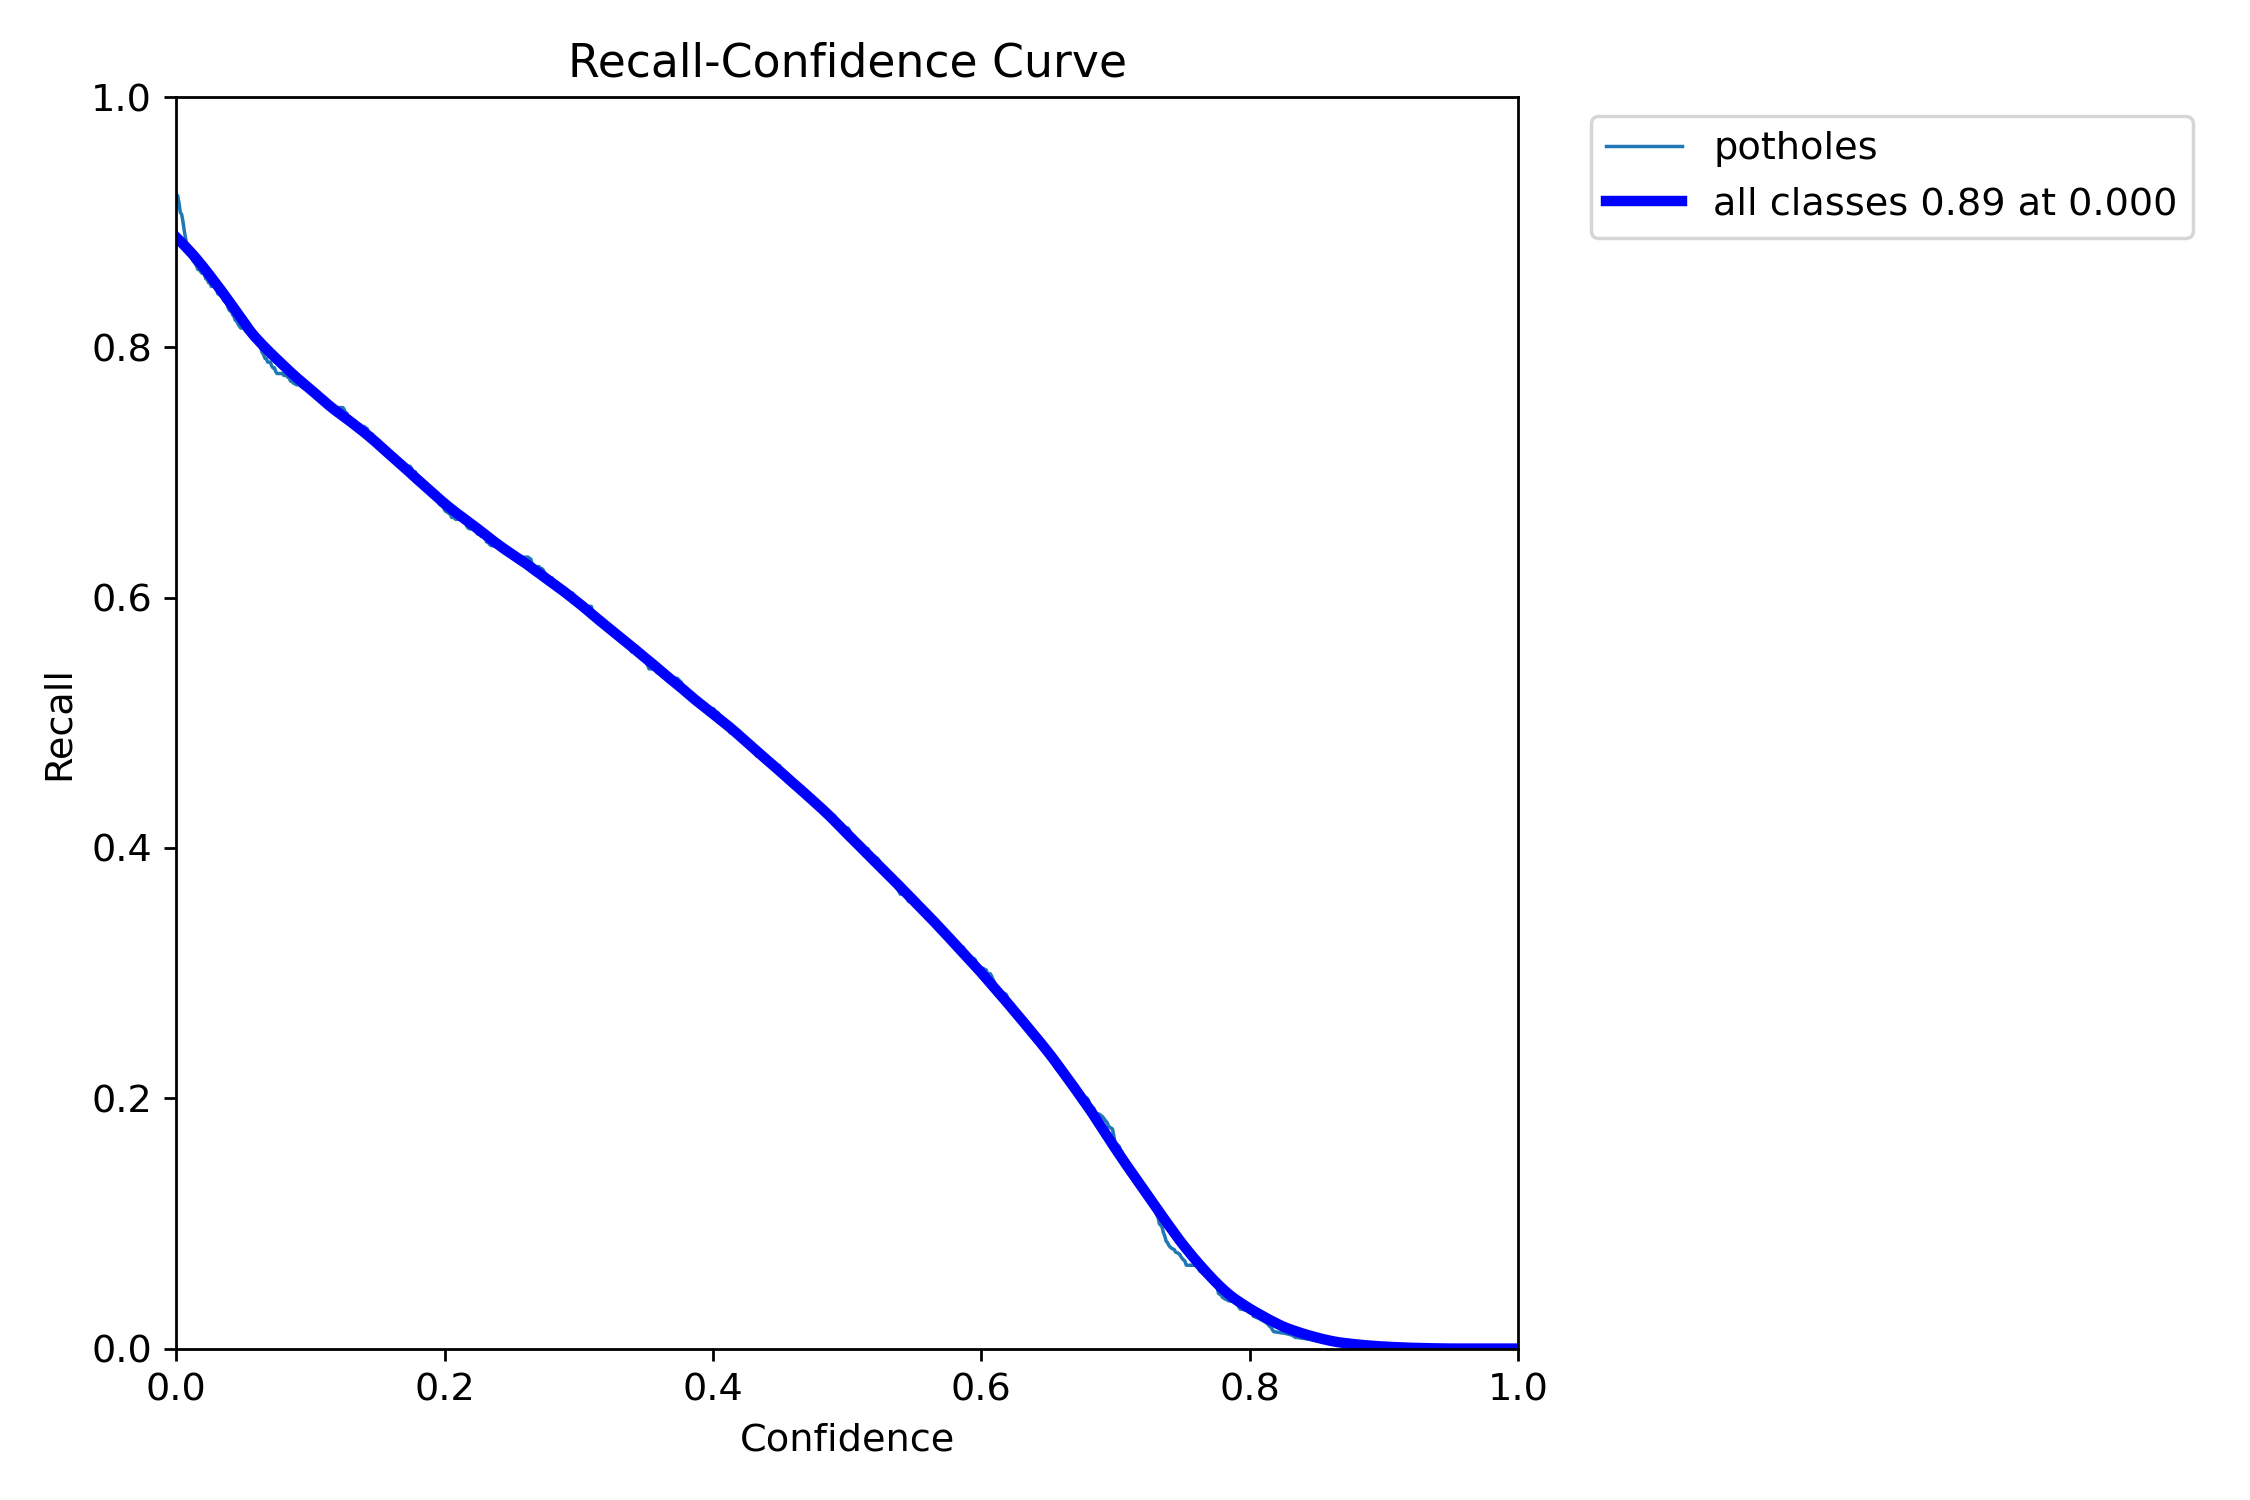 Recall-Confidence Curve
1.0
0.8
0.6
0.4
0.2
0.0
Recall
0.0 0.2 0.4 0.6 0.8 1.0
Confidence
potholes
all classes 0.89 at 0.000